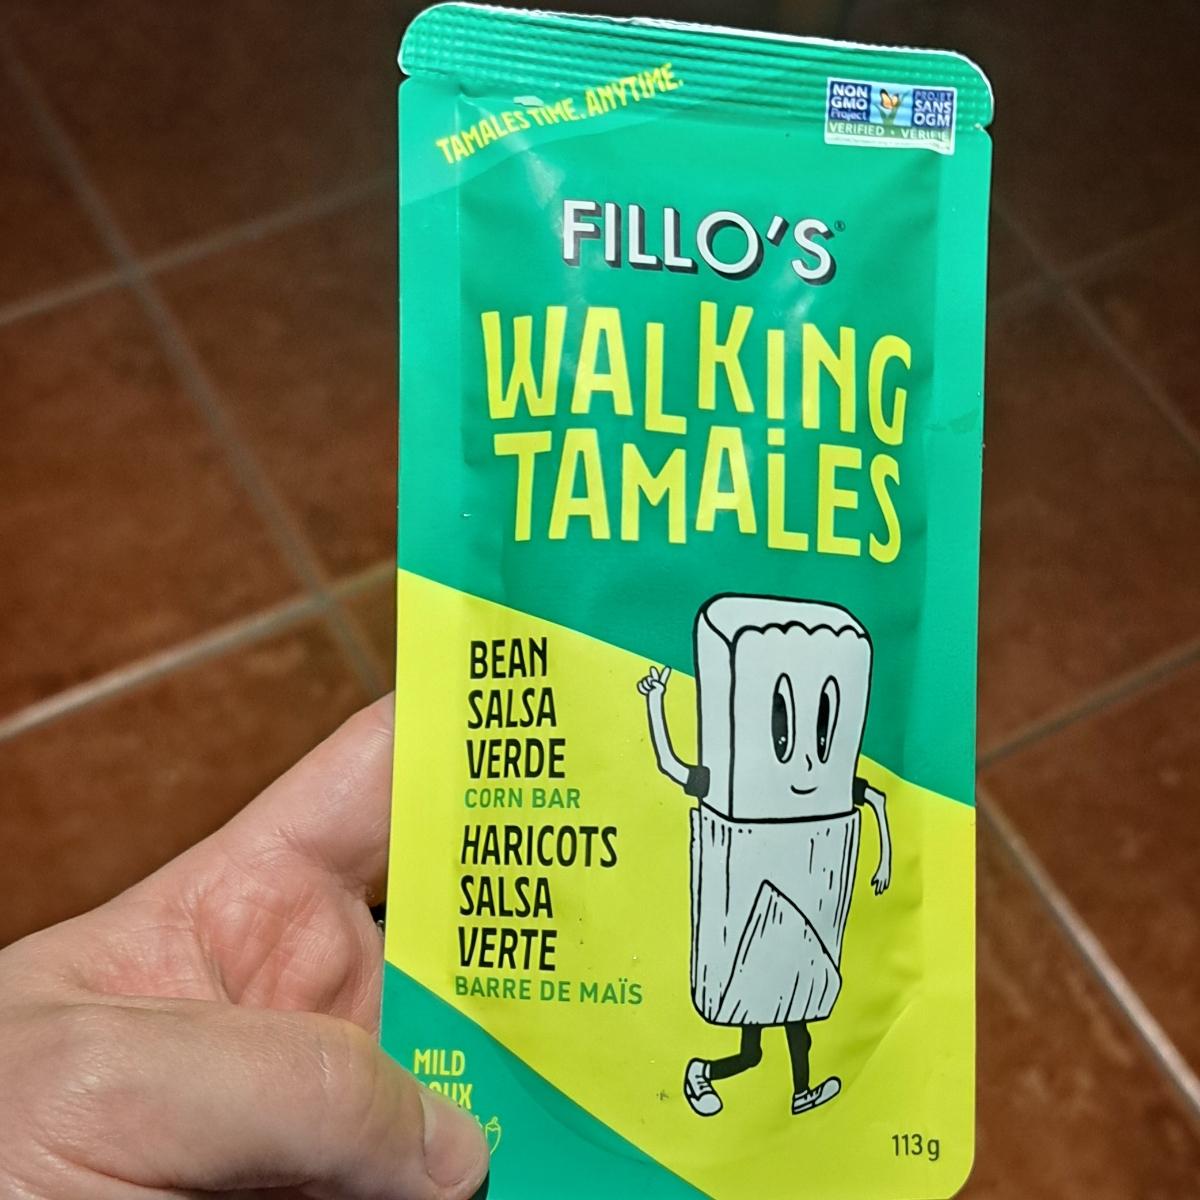 TAMALES TIME. ANYTIME.
NON
GMO
Project
VERIFIED
PROJET
SANS
OGM
VÉRIFIÉ
FILLO'S®
WALKING
TAMALES
BEAN
SALSA
VERDE
CORN BAR
HARICOTS
SALSA
VERTE
BARRE DE MAÏS
MILD
113 g